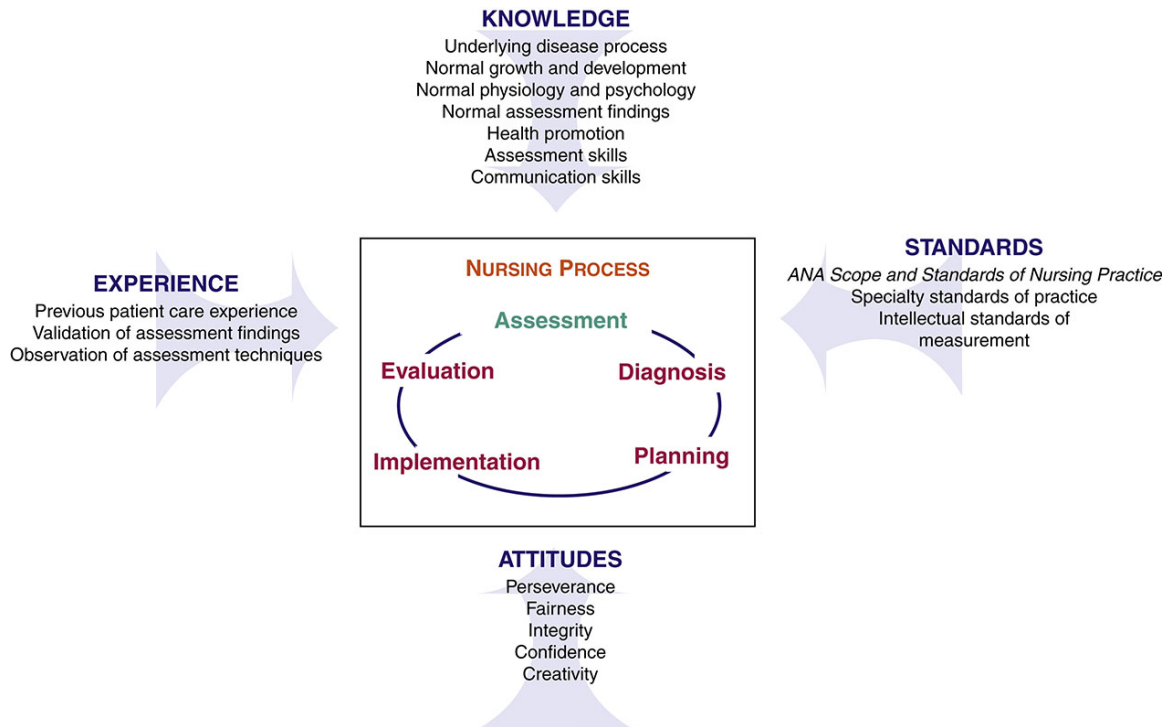 KNOWLEDGE
Underlying disease process
Normal growth and development
Normal physiology and psychology
Normal assessment findings
Health promotion
Assessment skills
Communication skills
EXPERIENCE
Previous patient care experience
Validation of assessment findings
Observation of assessment techniques
NURSING PROCESS
Assessment
Evaluation
Diagnosis
Implementation
Planning
STANDARDS
ANA Scope and Standards of Nursing Practice
Specialty standards of practice
Intellectual standards of
measurement
ATTITUDES
Perseverance
Fairness
Integrity
Confidence
Creativity